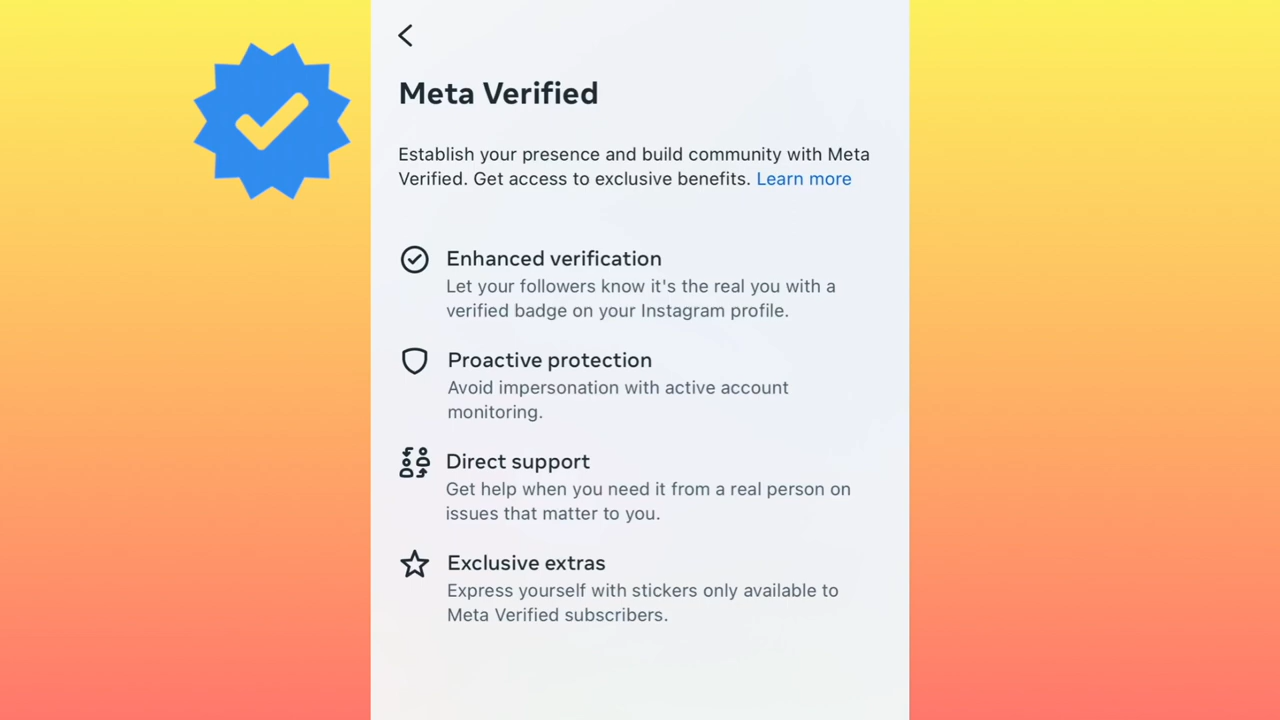 Meta Verified
Establish your presence and build community with Meta
Verified. Get access to exclusive benefits. Learn more
Enhanced verification
Let your followers know it's the real you with a
verified badge on your Instagram profile.
Proactive protection
Avoid impersonation with active account
monitoring.
Direct support
Get help when you need it from a real person on
issues that matter to you.
Exclusive extras
Express yourself with stickers only available to
Meta Verified subscribers.